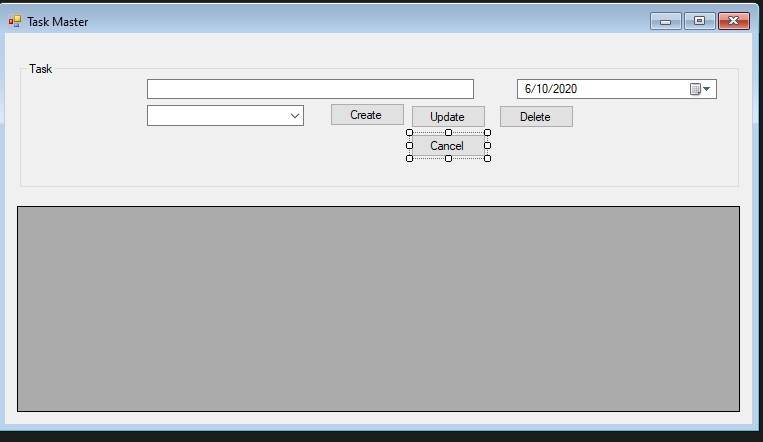 Task Master
Task
6/10/2020
Create Update Delete
Cancel